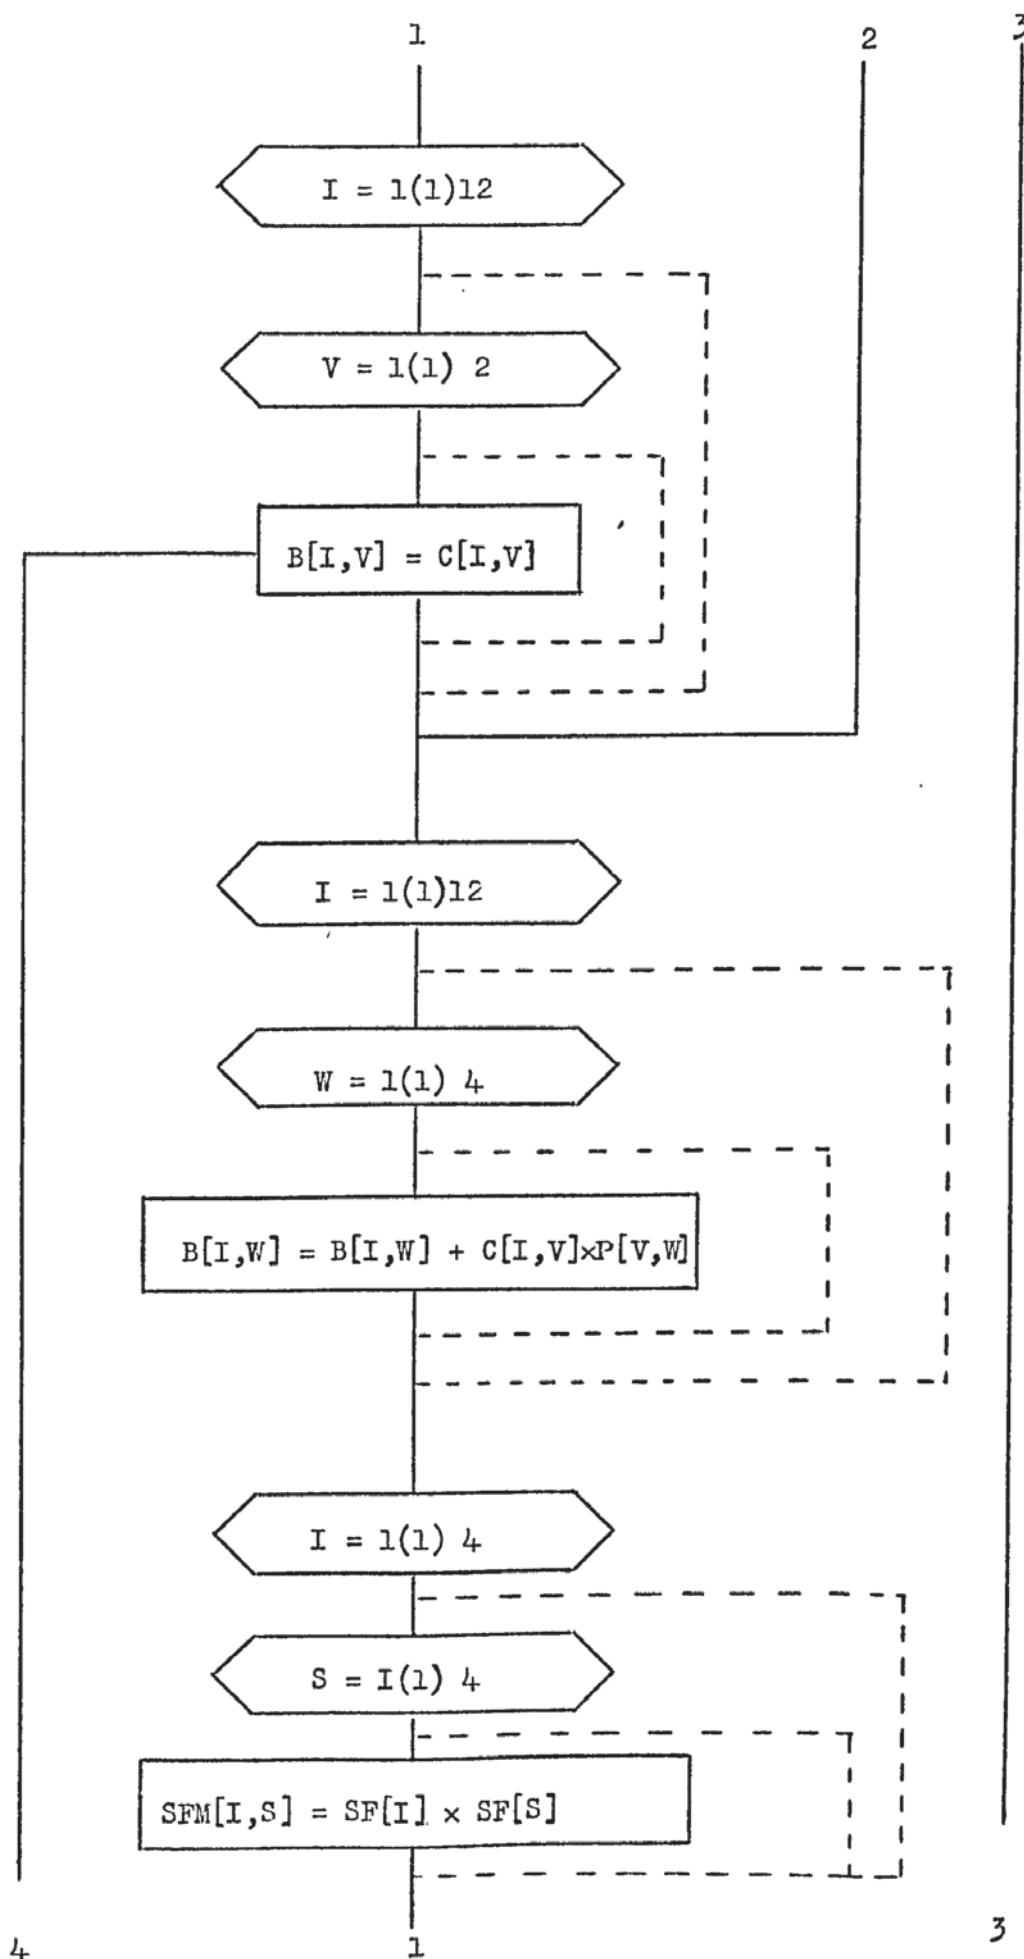 1 2 3
I = 1(1)12
V = 1(1) 2
B[I,V] = C[I,V]
I = 1(1)12
W = 1(1) 4
B[I,W] = B[I,W] + C[I,V]×P[V,W]
I = 1(1) 4
S = I(1) 4
SFM[I,S] = SF[I] × SF[S]
4 1 3